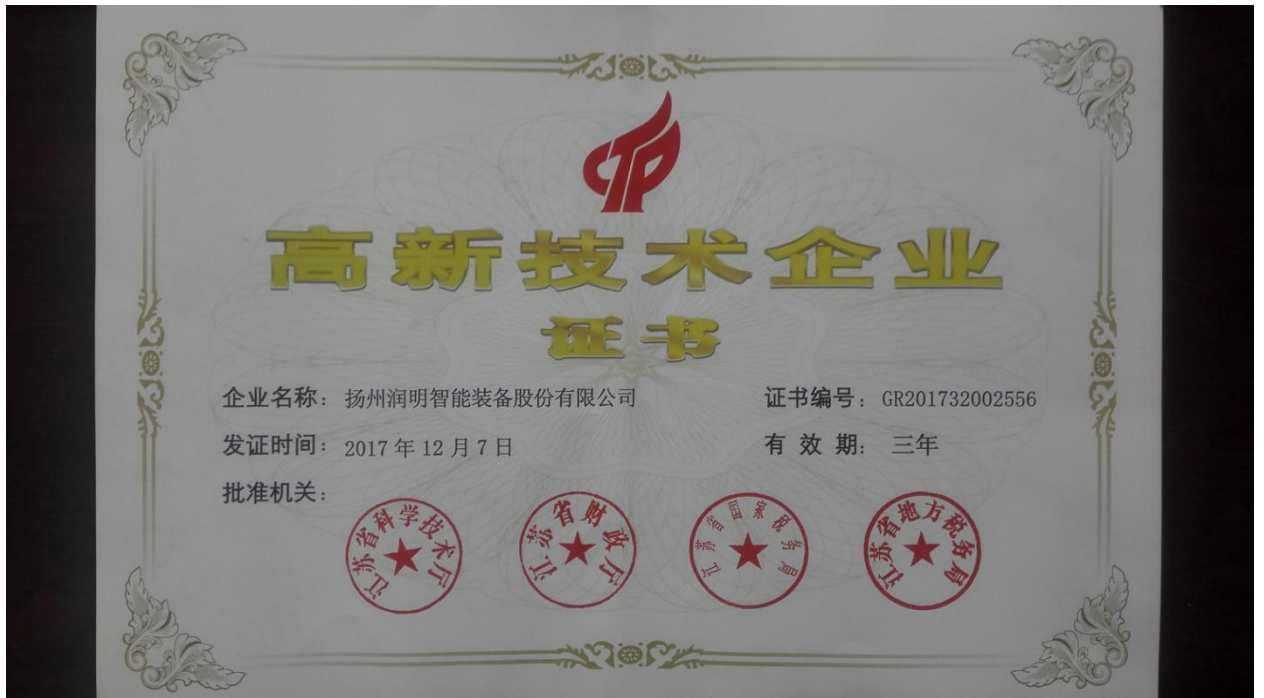 CTP
高新技术企业
证书
企业名称：扬州润明智能装备股份有限公司
证书编号：GR201732002556
发证时间：2017年12月7日
有效期：三年
批准机关：
江苏省科学技术厅
江苏省财政厅
江苏省国家税务局
江苏省地方税务局